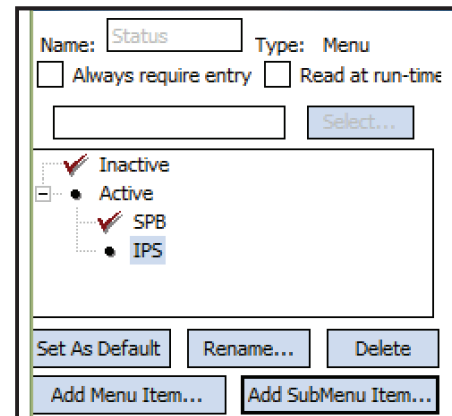 Name: Status Type: Menu
Always require entry Read at run-time
Select...
Inactive
Active
SPB
IPS
Set As Default Rename... Delete
Add Menu Item... Add SubMenu Item...